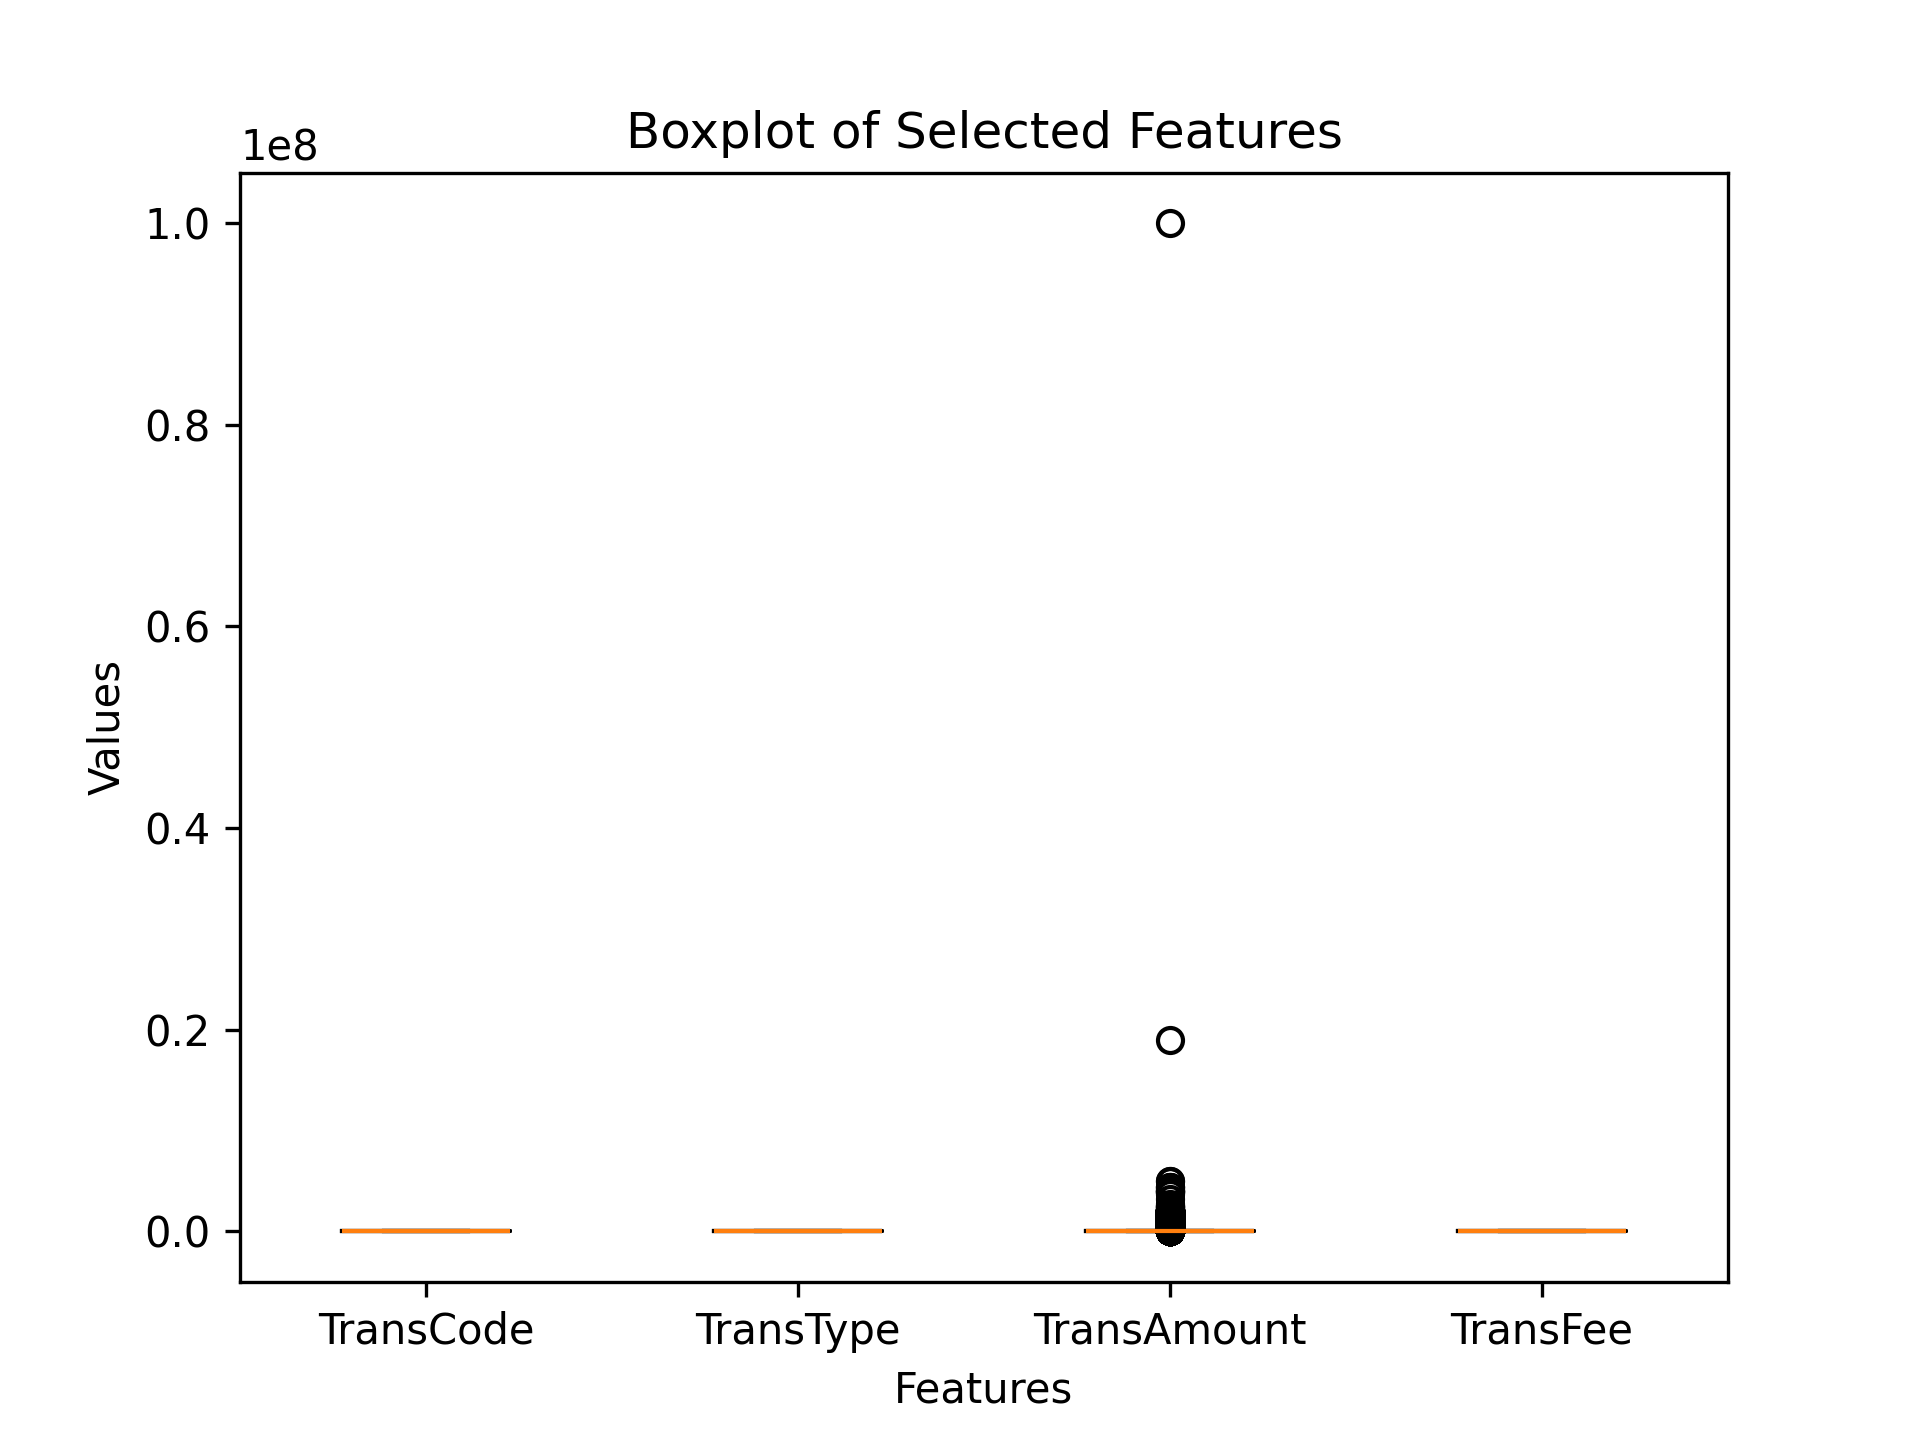 Boxplot of Selected Features
1e8
1.0
0.8
0.6
0.4
0.2
0.0
Values
TransCode TransType TransAmount TransFee
Features